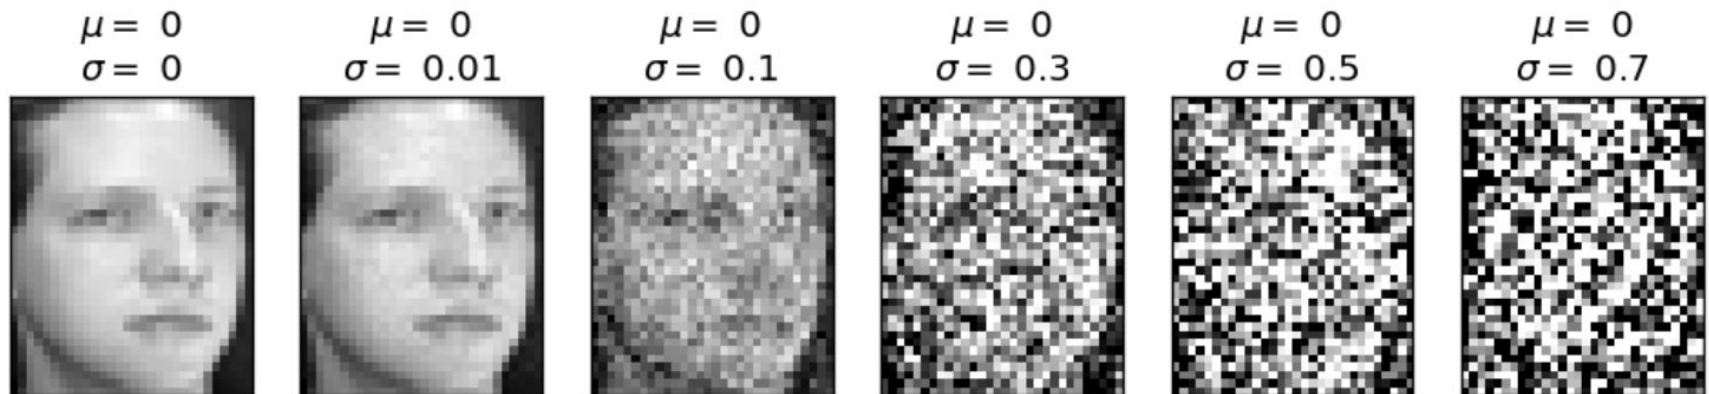 μ = 0 μ = 0 μ = 0 μ = 0 μ = 0 μ = 0
σ = 0 σ = 0.01 σ = 0.1 σ = 0.3 σ = 0.5 σ = 0.7